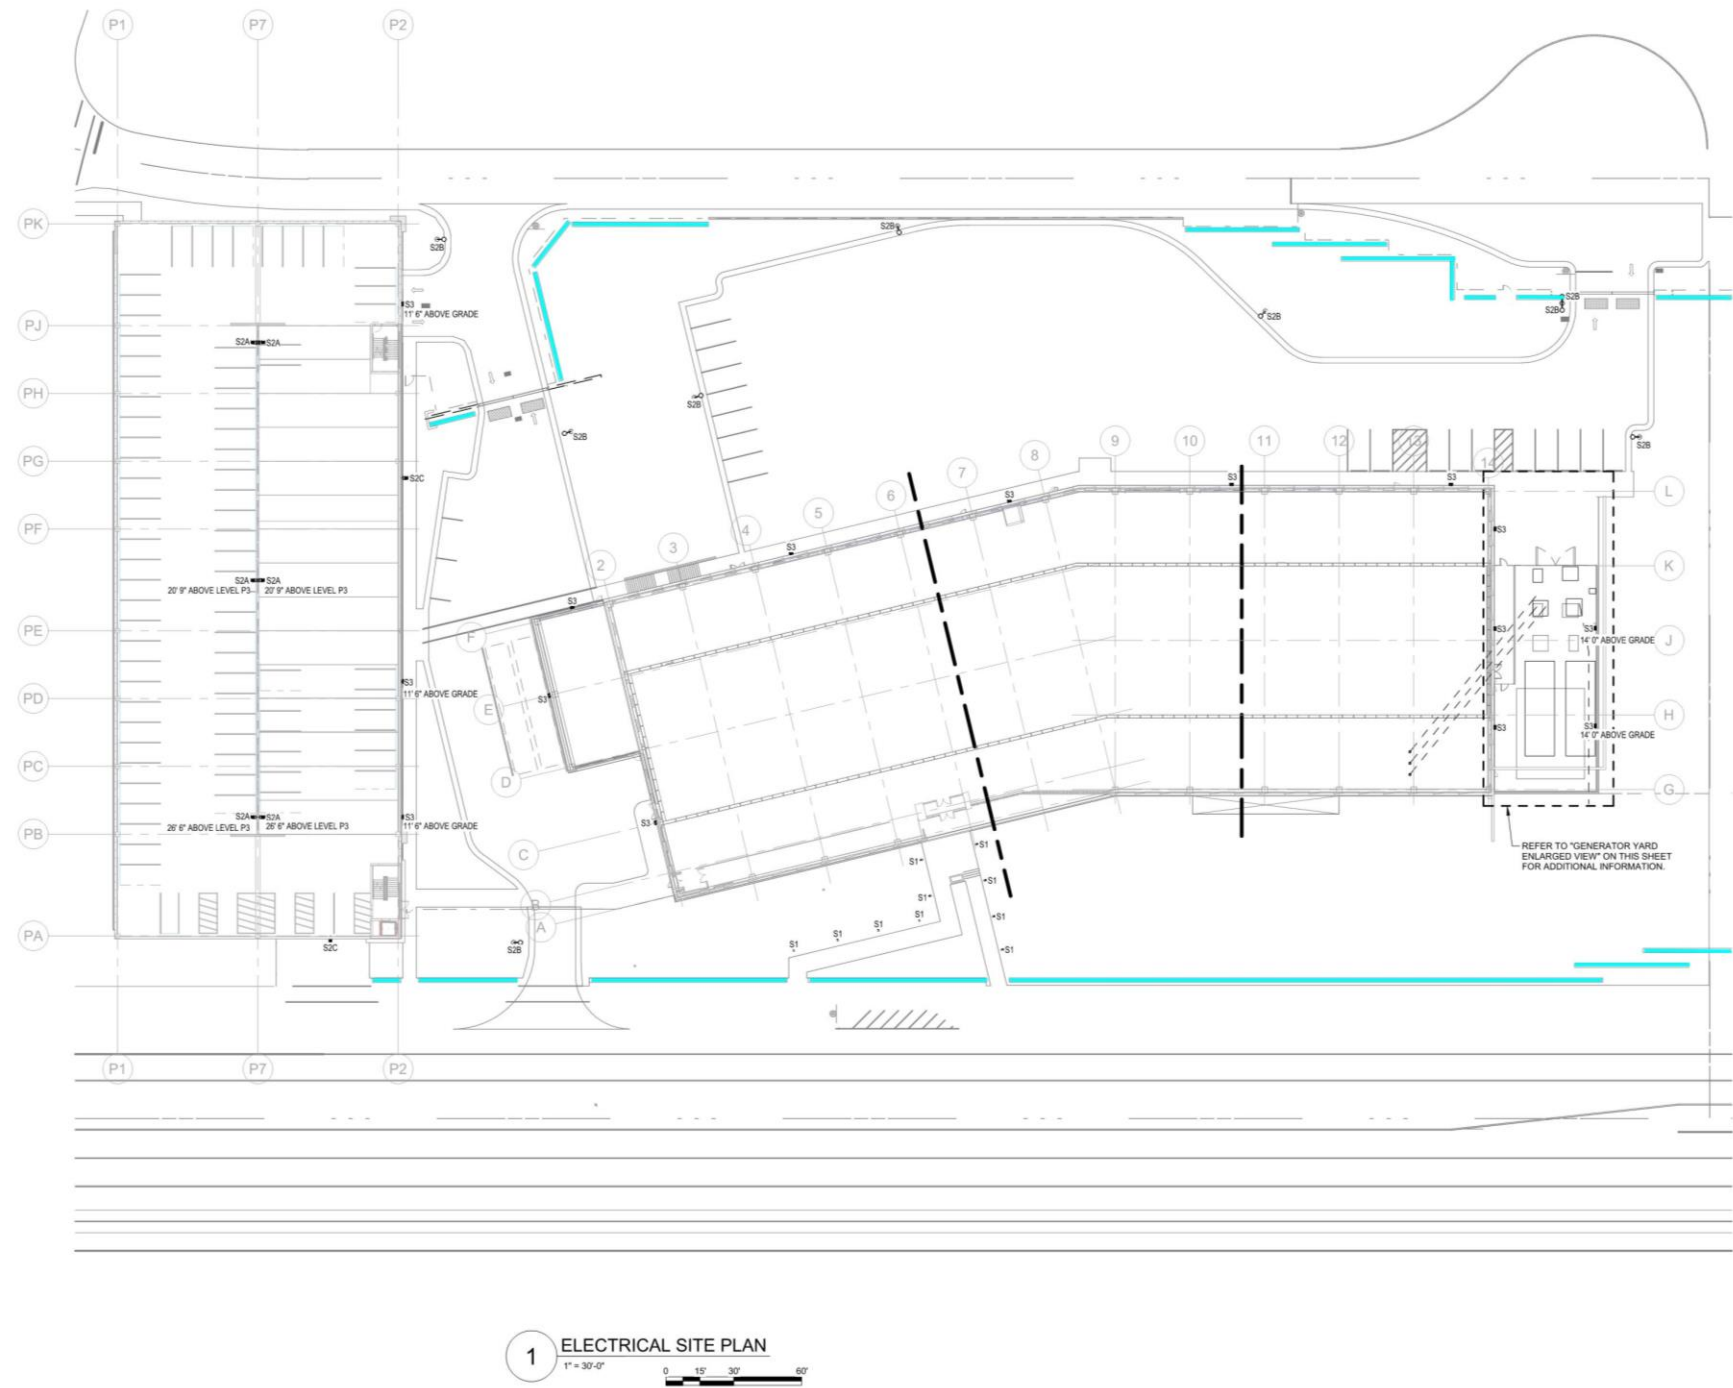 P1 P7 P2
PK
S2B
S2B
S3
11' 6" ABOVE GRADE
S2B
S2B
S2B
PJ
S2A S2A
PH
S2B
S2B
9 10 11 12 13
S2B
PG
8
14
7
S2C
S3
S3
S3
L
6
5
PF
4
S3
3
S3
2
K
S2A S2A
20' 9" ABOVE LEVEL P3 20' 9" ABOVE LEVEL P3
S3
PE
F
S3
S3
14' 0" ABOVE GRADE
J
S3
11' 6" ABOVE GRADE
PD
S3
E
H
S3
S3
14' 0" ABOVE GRADE
PC
D
G
S2A S2A
26' 6" ABOVE LEVEL P3 26' 6" ABOVE LEVEL P3
S3
11' 6" ABOVE GRADE
S3
PB
C
S1
S1
REFER TO "GENERATOR YARD
ENLARGED VIEW" ON THIS SHEET
FOR ADDITIONAL INFORMATION.
S1
S1
B
S1
S1
A
S1
S1
PA
S2C
S2B
S1
S1
P1 P7 P2
1
ELECTRICAL SITE PLAN
1" = 30'-0"
0 15' 30' 60'